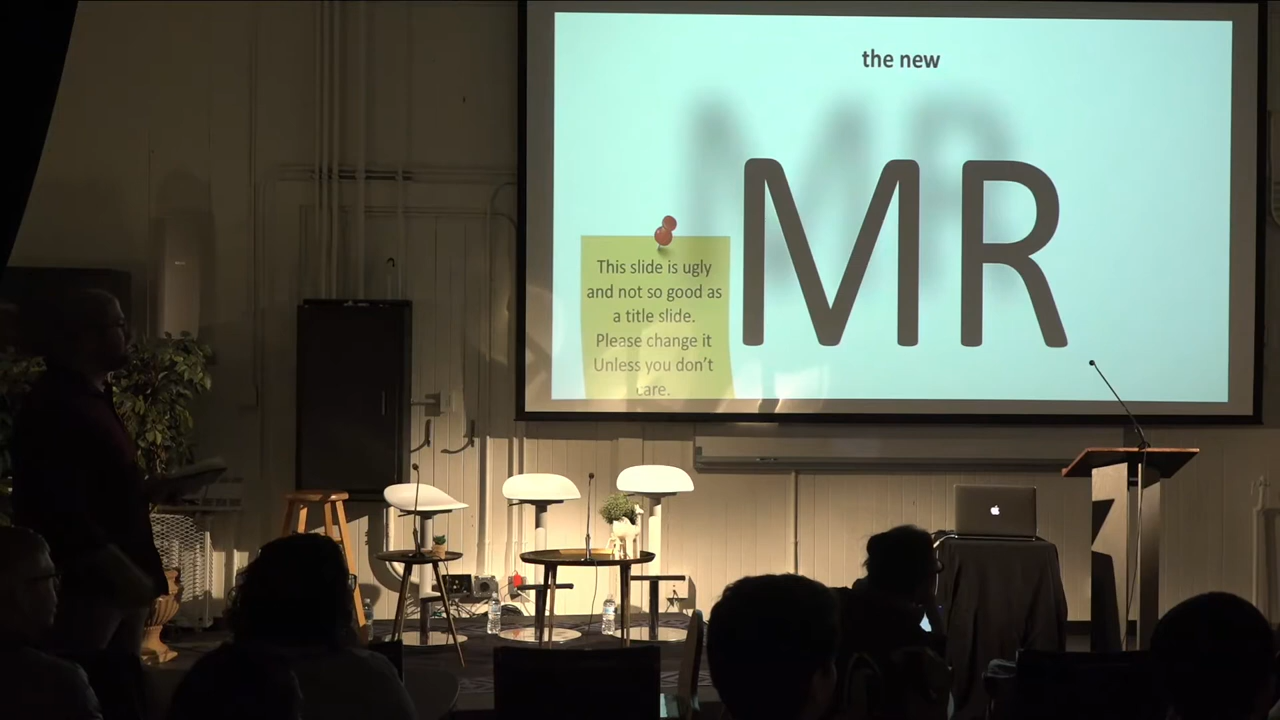 the new
MR
This slide is ugly
and not so good as
a title slide.
Please change it
Unless you don't
care.